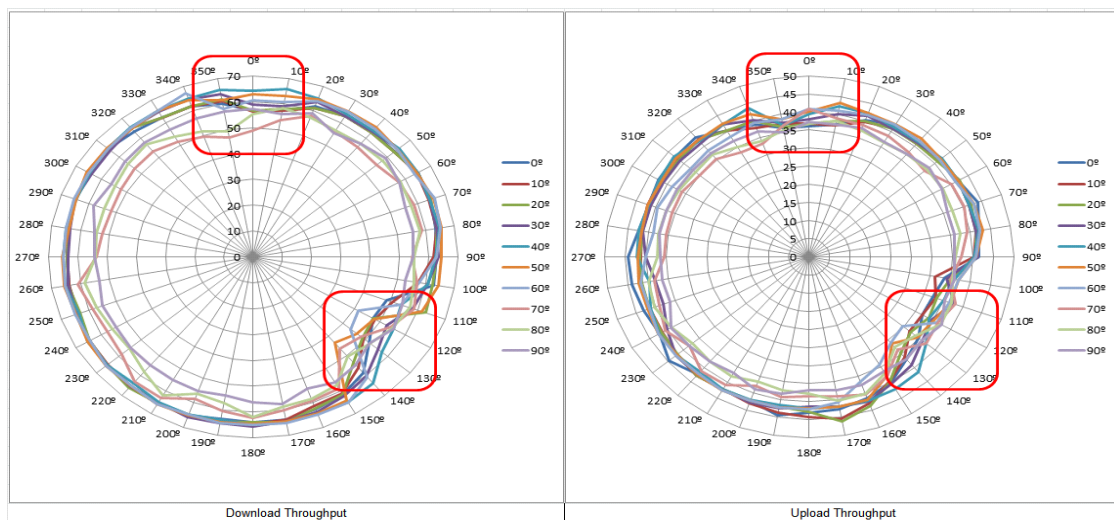 0º
10º
20º
30º
40º
50º
60º
70º
80º
90º
100º
110º
120º
130º
140º
150º
160º
170º
180º
190º
200º
210º
220º
230º
240º
250º
260º
270º
280º
290º
300º
310º
320º
330º
340º
350º
70
60
50
40
30
20
10
0
0º
10º
20º
30º
40º
50º
60º
70º
80º
90º
Download Throughput
0º
10º
20º
30º
40º
50º
60º
70º
80º
90º
100º
110º
120º
130º
140º
150º
160º
170º
180º
190º
200º
210º
220º
230º
240º
250º
260º
270º
280º
290º
300º
310º
320º
330º
340º
350º
50
45
40
35
30
25
20
15
10
5
0
0º
10º
20º
30º
40º
50º
60º
70º
80º
90º
Upload Throughput